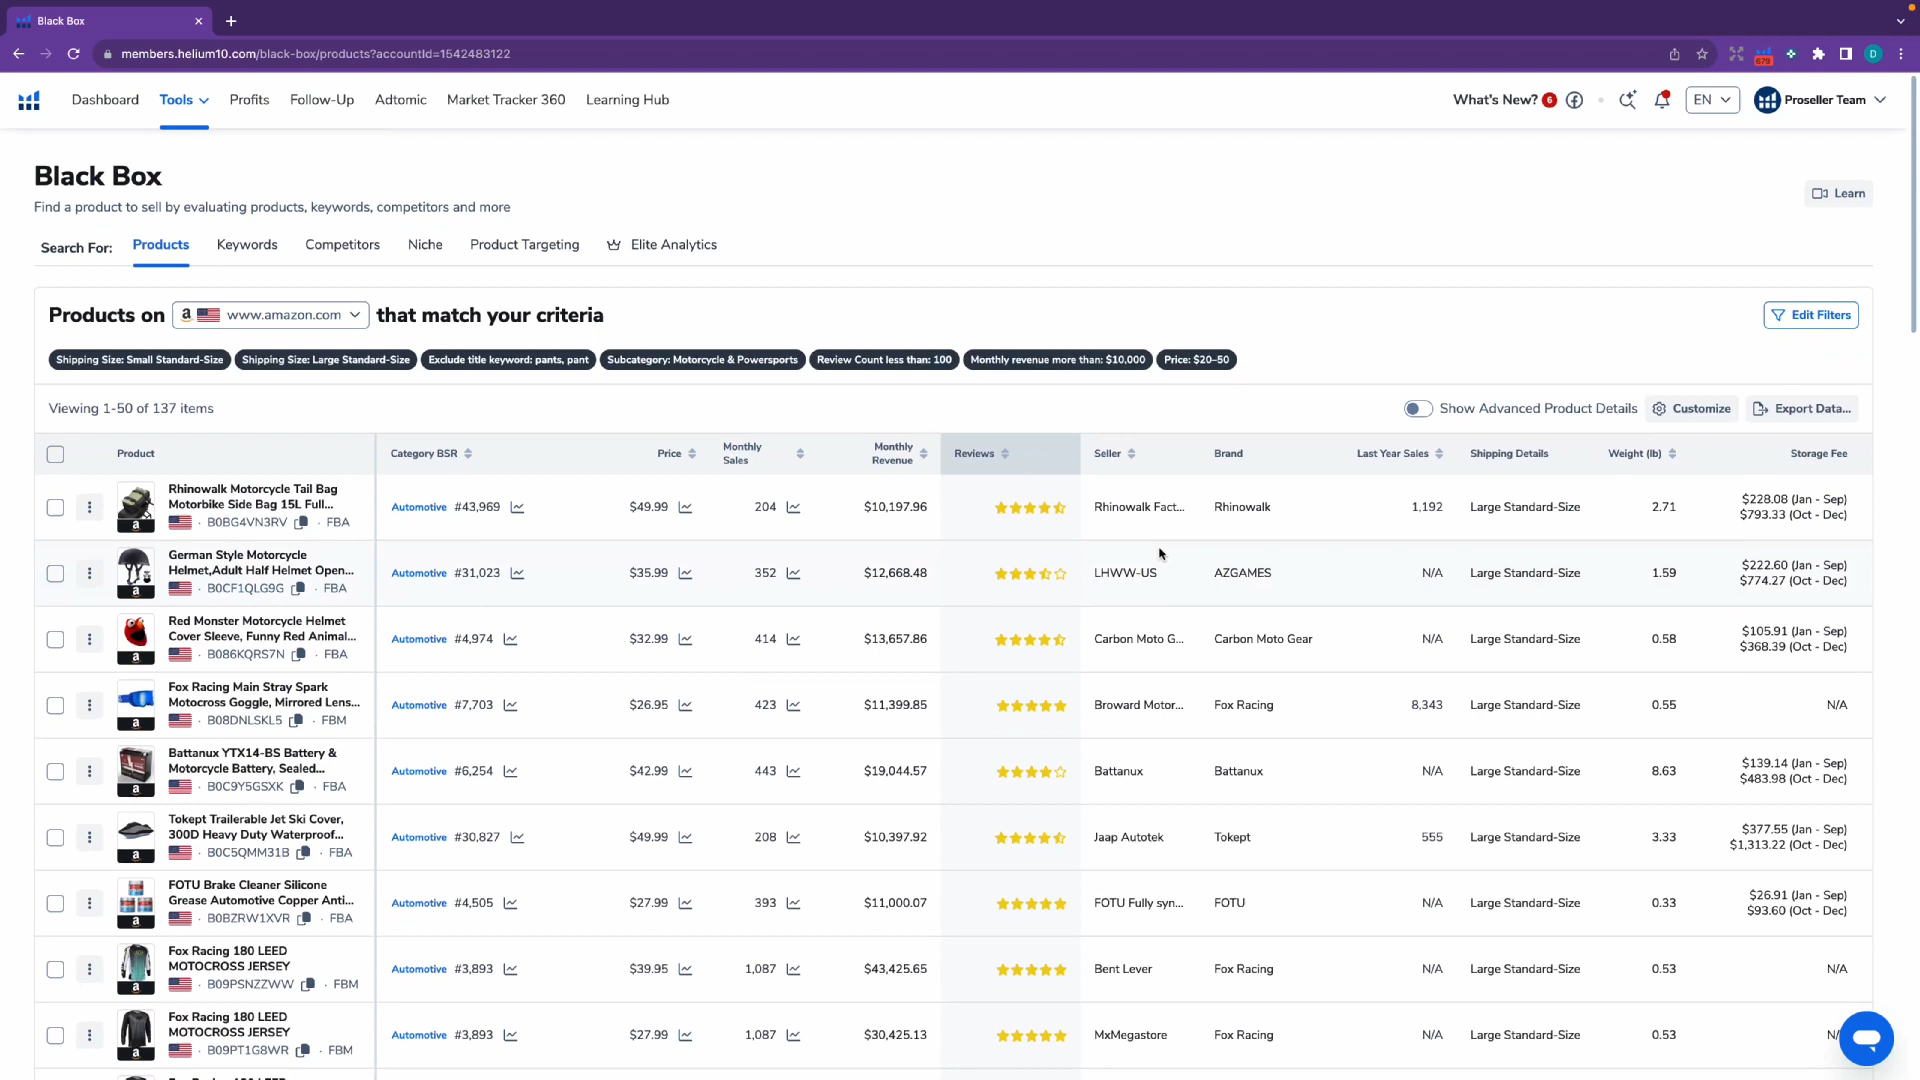 Black Box
members.helium10.com/black-box/products?accountId=1542483122
679
D
Dashboard Tools Profits Follow-Up Adtomic Market Tracker 360 Learning Hub
What's New? 6 EN Proseller Team
Black Box
Find a product to sell by evaluating products, keywords, competitors and more
Learn
Search For: Products Keywords Competitors Niche Product Targeting Elite Analytics
Products on a www.amazon.com that match your criteria
Edit Filters
Shipping Size: Small Standard-Size Shipping Size: Large Standard-Size Exclude title keyword: pants, pant Subcategory: Motorcycle & Powersports Review Count less than: 100 Monthly revenue more than: $10,000 Price: $20–50
Viewing 1-50 of 137 items
Show Advanced Product Details Customize Export Data...
Product Category BSR Price Monthly Sales Monthly Revenue Reviews Seller Brand Last Year Sales Shipping Details Weight (lb) Storage Fee
Rhinowalk Motorcycle Tail Bag
Motorbike Side Bag 15L Full...
a · B0BG4VN3RV · FBA
Automotive #43,969 $49.99 204 $10,197.96 Rhinowalk Fact... Rhinowalk 1,192 Large Standard-Size 2.71
$228.08 (Jan - Sep)
$793.33 (Oct - Dec)
German Style Motorcycle
Helmet,Adult Half Helmet Open...
a · B0CF1QLG9G · FBA
Automotive #31,023 $35.99 352 $12,668.48 LHWW-US AZGAMES N/A Large Standard-Size 1.59
$222.60 (Jan - Sep)
$774.27 (Oct - Dec)
Red Monster Motorcycle Helmet
Cover Sleeve, Funny Red Animal...
a · B086KQRS7N · FBA
Automotive #4,974 $32.99 414 $13,657.86 Carbon Moto G... Carbon Moto Gear N/A Large Standard-Size 0.58
$105.91 (Jan - Sep)
$368.39 (Oct - Dec)
Fox Racing Main Stray Spark
Motocross Goggle, Mirrored Lens...
a · B08DNLSKL5 · FBM
Automotive #7,703 $26.95 423 $11,399.85 Broward Motor... Fox Racing 8,343 Large Standard-Size 0.55 N/A
Battanux YTX14-BS Battery &
Motorcycle Battery, Sealed...
a · B0C9Y5GSXK · FBA
Automotive #6,254 $42.99 443 $19,044.57 Battanux Battanux N/A Large Standard-Size 8.63
$139.14 (Jan - Sep)
$483.98 (Oct - Dec)
Tokept Trailerable Jet Ski Cover,
300D Heavy Duty Waterproof...
a · B0C5QMM31B · FBA
Automotive #30,827 $49.99 208 $10,397.92 Jaap Autotek Tokept 555 Large Standard-Size 3.33
$377.55 (Jan - Sep)
$1,313.22 (Oct - Dec)
FOTU Brake Cleaner Silicone
Grease Automotive Copper Anti...
a · B0BZRW1XVR · FBA
Automotive #4,505 $27.99 393 $11,000.07 FOTU Fully syn... FOTU N/A Large Standard-Size 0.33
$26.91 (Jan - Sep)
$93.60 (Oct - Dec)
Fox Racing 180 LEED
MOTOCROSS JERSEY
a · B09PSNZZWW · FBM
Automotive #3,893 $39.95 1,087 $43,425.65 Bent Lever Fox Racing N/A Large Standard-Size 0.53 N/A
Fox Racing 180 LEED
MOTOCROSS JERSEY
a · B09PT1G8WR · FBM
Automotive #3,893 $27.99 1,087 $30,425.13 MxMegastore Fox Racing N/A Large Standard-Size 0.53